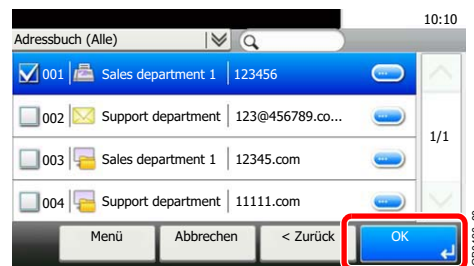 10:10
Adressbuch (Alle)
001 Sales department 1 123456
002 Support department 123@456789.co...
003 Sales department 1 12345.com
004 Support department 11111.com
1/1
Menü Abbrechen < Zurück OK